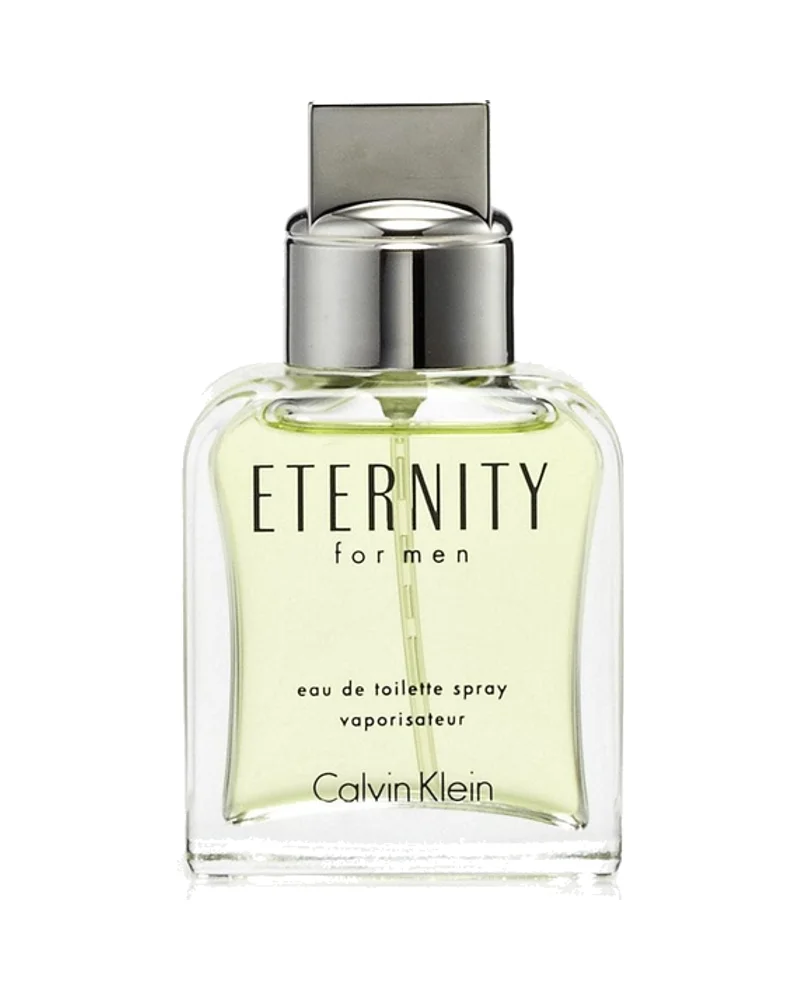 ETERNITY
for men
eau de toilette spray
vaporisateur
Calvin Klein